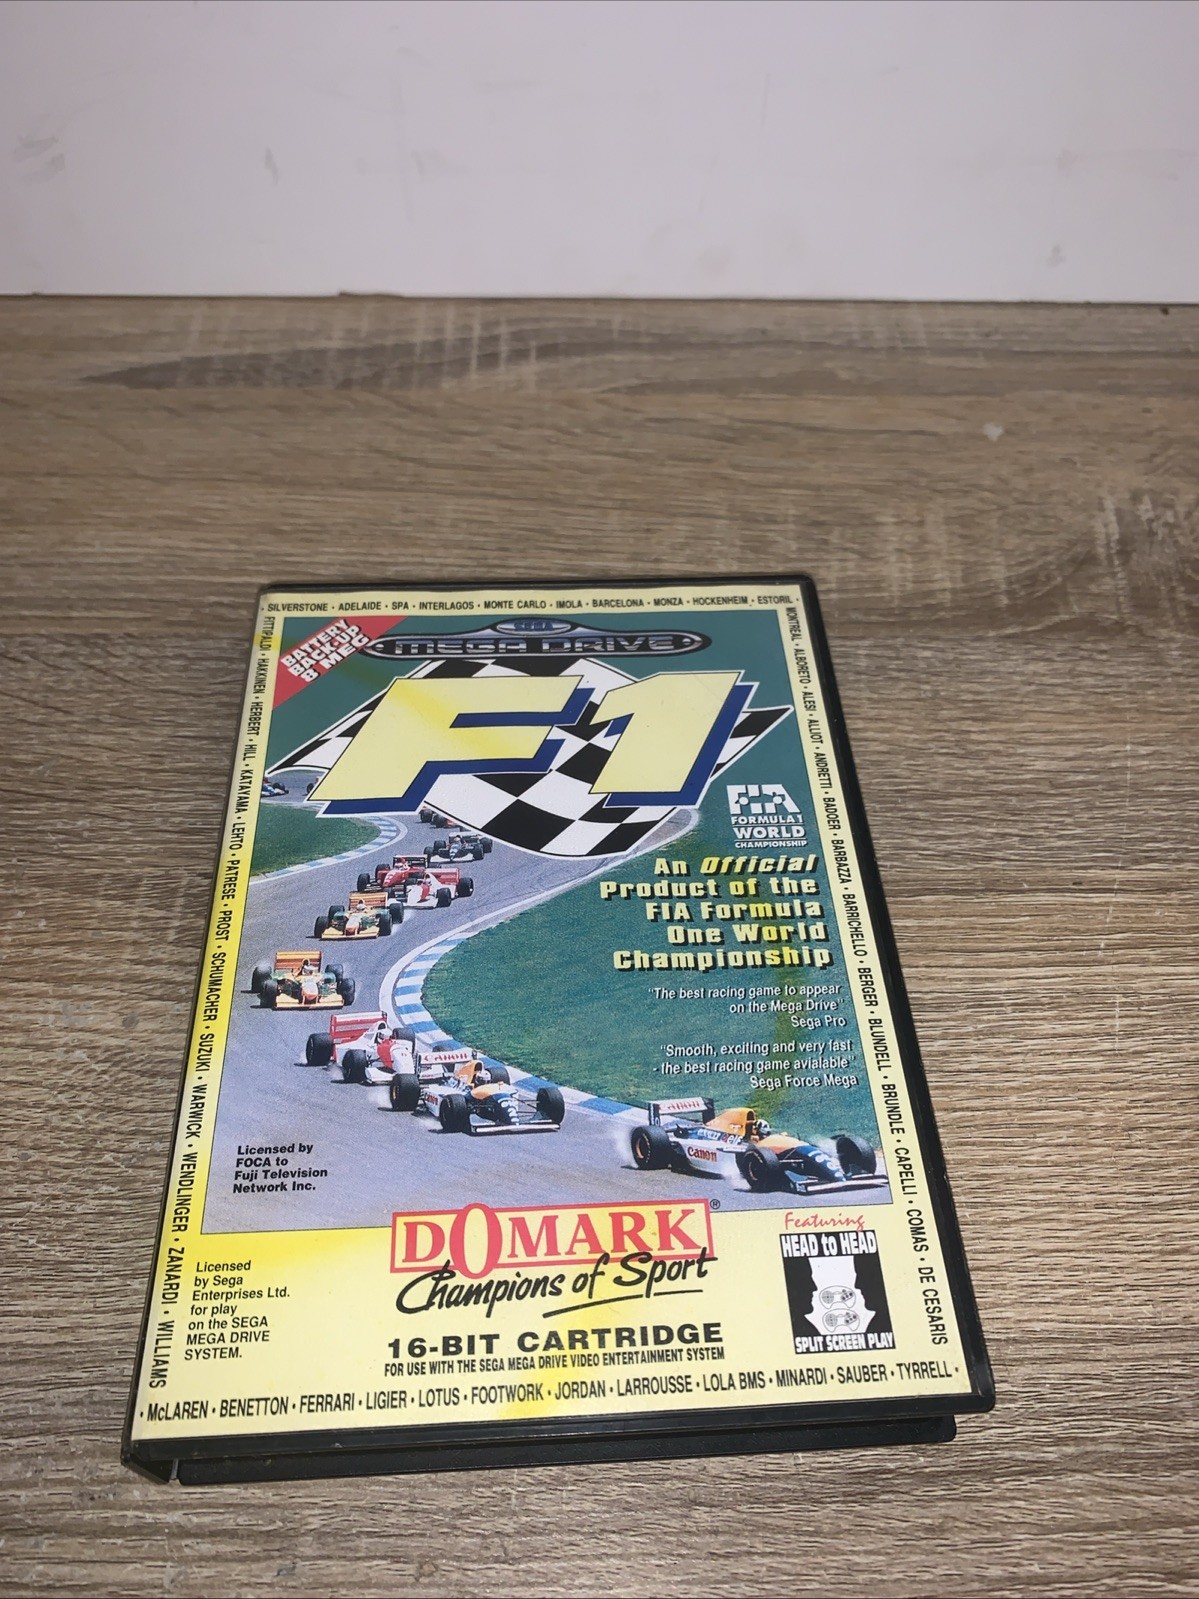 · SILVERSTONE · ADELAIDE · SPA · INTERLAGOS · MONTE CARLO · IMOLA · BARCELONA · MONZA · HOCKENHEIM · ESTORIL ·
MONTREAL · ALBORETO · ALESI · ALLIOT · ANDRETTI · BADOER · BARBAZZA · BARRICHELLO · BERGER · BLUNDELL · BRUNDLE · CAPELLI · COMAS · DE CESARIS
FITTIPALDI · HAKKINEN · HERBERT · HILL · KATAYAMA · LEHTO · PATRESE · PROST · SCHUMACHER · SUZUKI · WARWICK · WENDLINGER · ZANARDI · WILLIAMS
BATTERY
BACK-UP
8 MEG
SEGA
MEGA DRIVE
F1
FIA
FORMULA 1
WORLD
CHAMPIONSHIP
An Official
Product of the
FIA Formula
One World
Championship
"The best racing game to appear
on the Mega Drive"
Sega Pro
"Smooth, exciting and very fast
- the best racing game avialable"
Sega Force Mega
Canon
Canon
Canon
Licensed by
FOCA to
Fuji Television
Network Inc.
DOMARK®
Champions of Sport
Licensed
by Sega
Enterprises Ltd.
for play
on the SEGA
MEGA DRIVE
SYSTEM.
16-BIT CARTRIDGE
FOR USE WITH THE SEGA MEGA DRIVE VIDEO ENTERTAINMENT SYSTEM
Featuring
HEAD to HEAD
SPLIT SCREEN PLAY
· McLAREN · BENETTON · FERRARI · LIGIER · LOTUS · FOOTWORK · JORDAN · LARROUSSE · LOLA BMS · MINARDI · SAUBER · TYRRELL ·